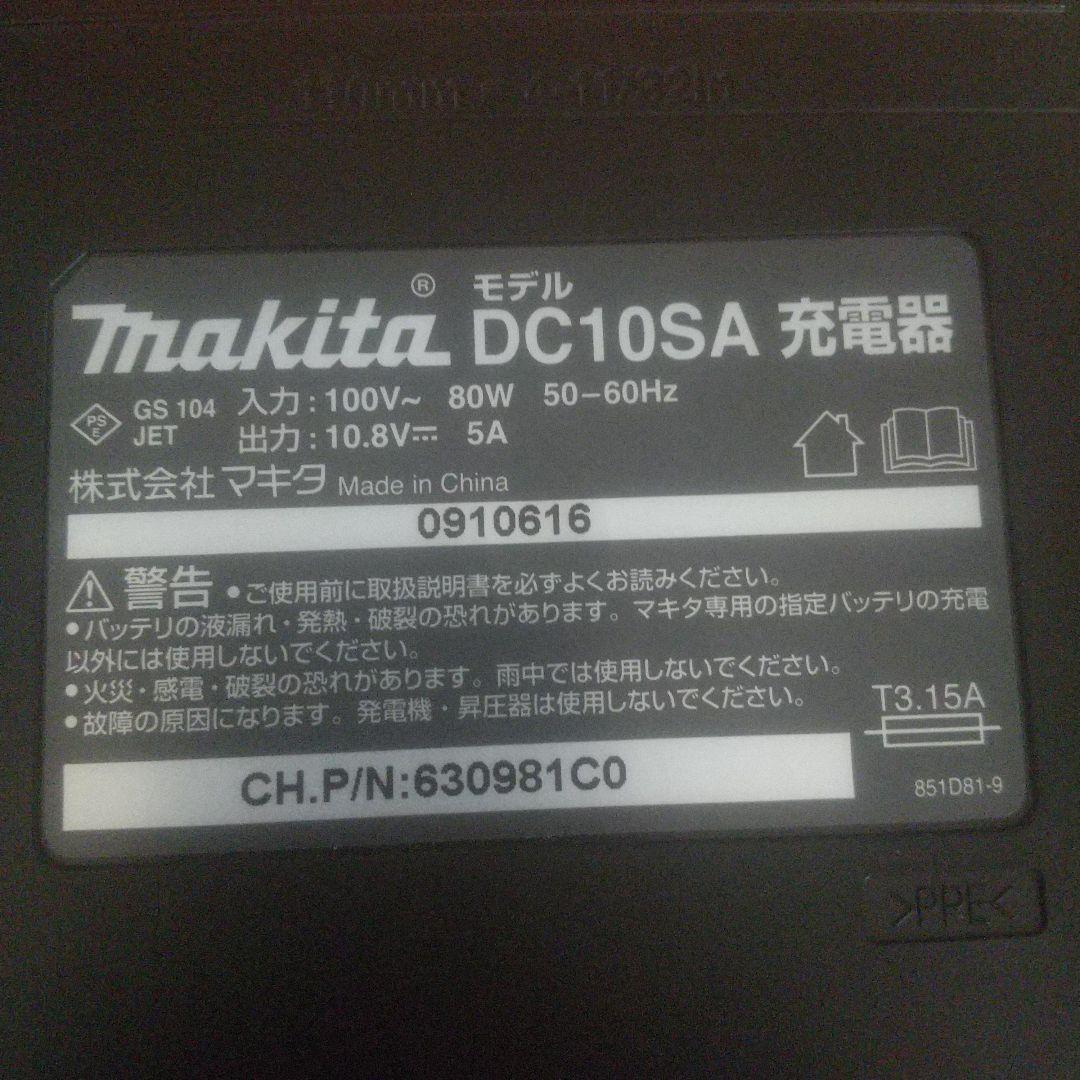 110mm・4-11/32in
makita® モデル DC10SA 充電器
PS E GS 104 JET
入力：100V~ 80W 50−60Hz
出力：10.8V⎓ 5A
株式会社 マキタ Made in China
0910616
⚠ 警告 ●ご使用前に取扱説明書を必ずよくお読みください。
●バッテリの液漏れ・発熱・破裂の恐れがあります。マキタ専用の指定バッテリの充電
以外には使用しないでください。
●火災・感電・破裂の恐れがあります。雨中では使用しないでください。
●故障の原因になります。発電機・昇圧器は使用しないでください。
T3.15A
CH.P/N:630981C0
851D81-9
>PPE<